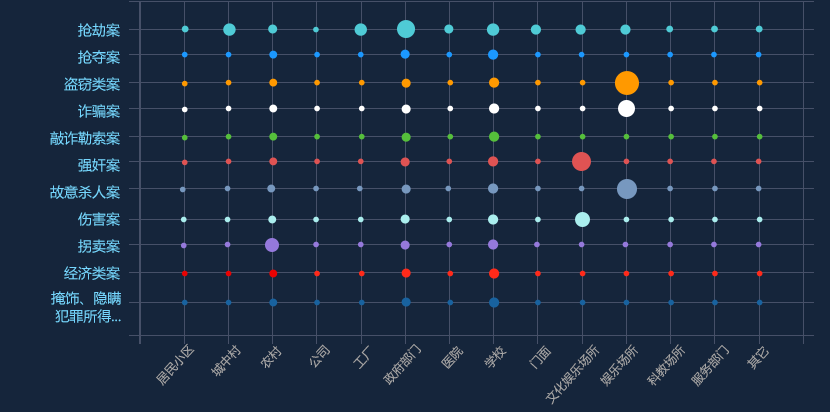 抢劫案
抢夺案
盗窃类案
诈骗案
敲诈勒索案
强奸案
故意杀人案
伤害案
拐卖案
经济类案
掩饰、隐瞒
犯罪所得...
居民小区
城中村
农村
公司
工厂
政府部门
医院
学校
门面
文化娱乐场所
娱乐场所
科教场所
服务部门
其它